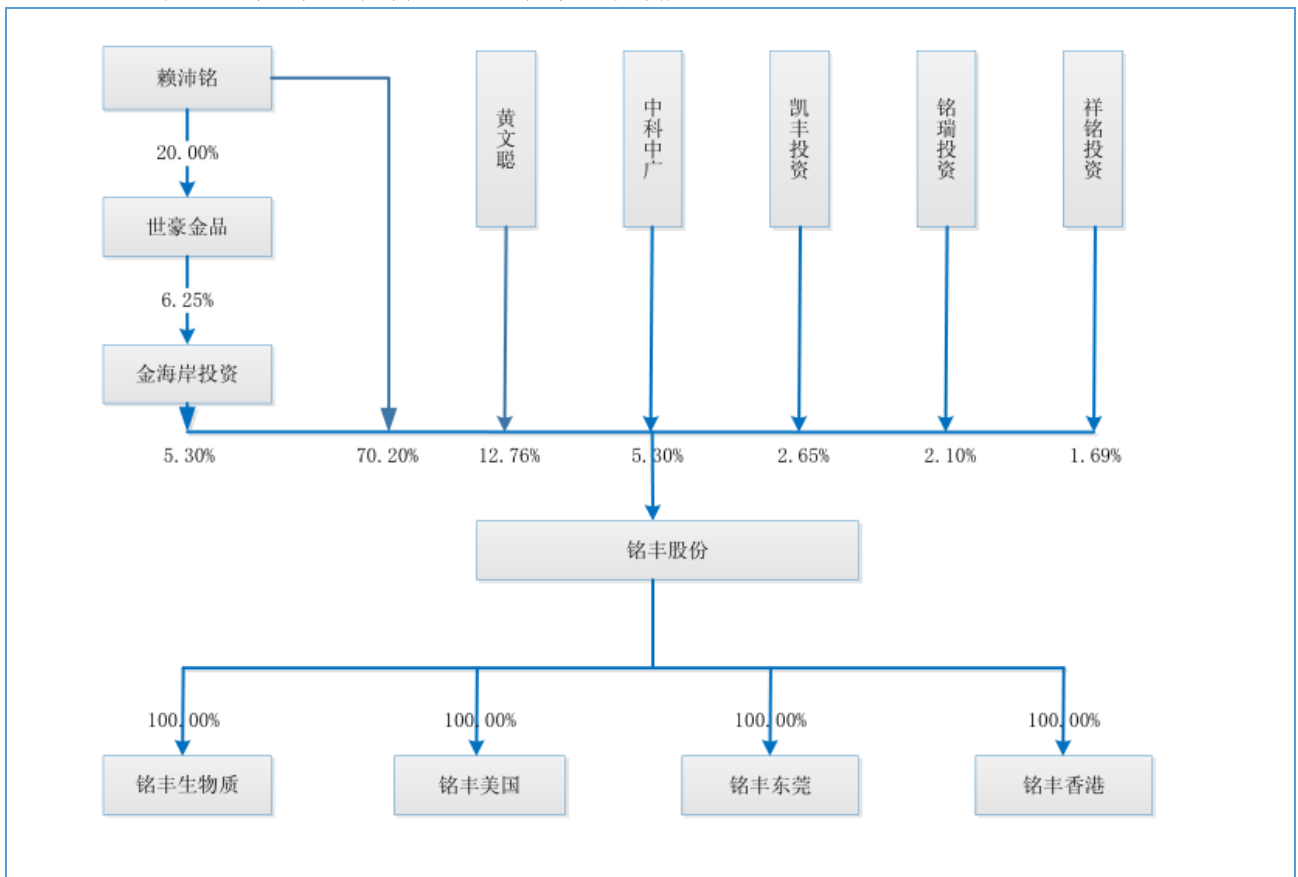 赖沛铭
黄文聪
中科中广
凯丰投资
铭瑞投资
祥铭投资
20.00%
世豪金品
6.25%
金海岸投资
5.30%
70.20%
12.76%
5.30%
2.65%
2.10%
1.69%
铭丰股份
100.00%
100.00%
100.00%
100.00%
铭丰生物质
铭丰美国
铭丰东莞
铭丰香港